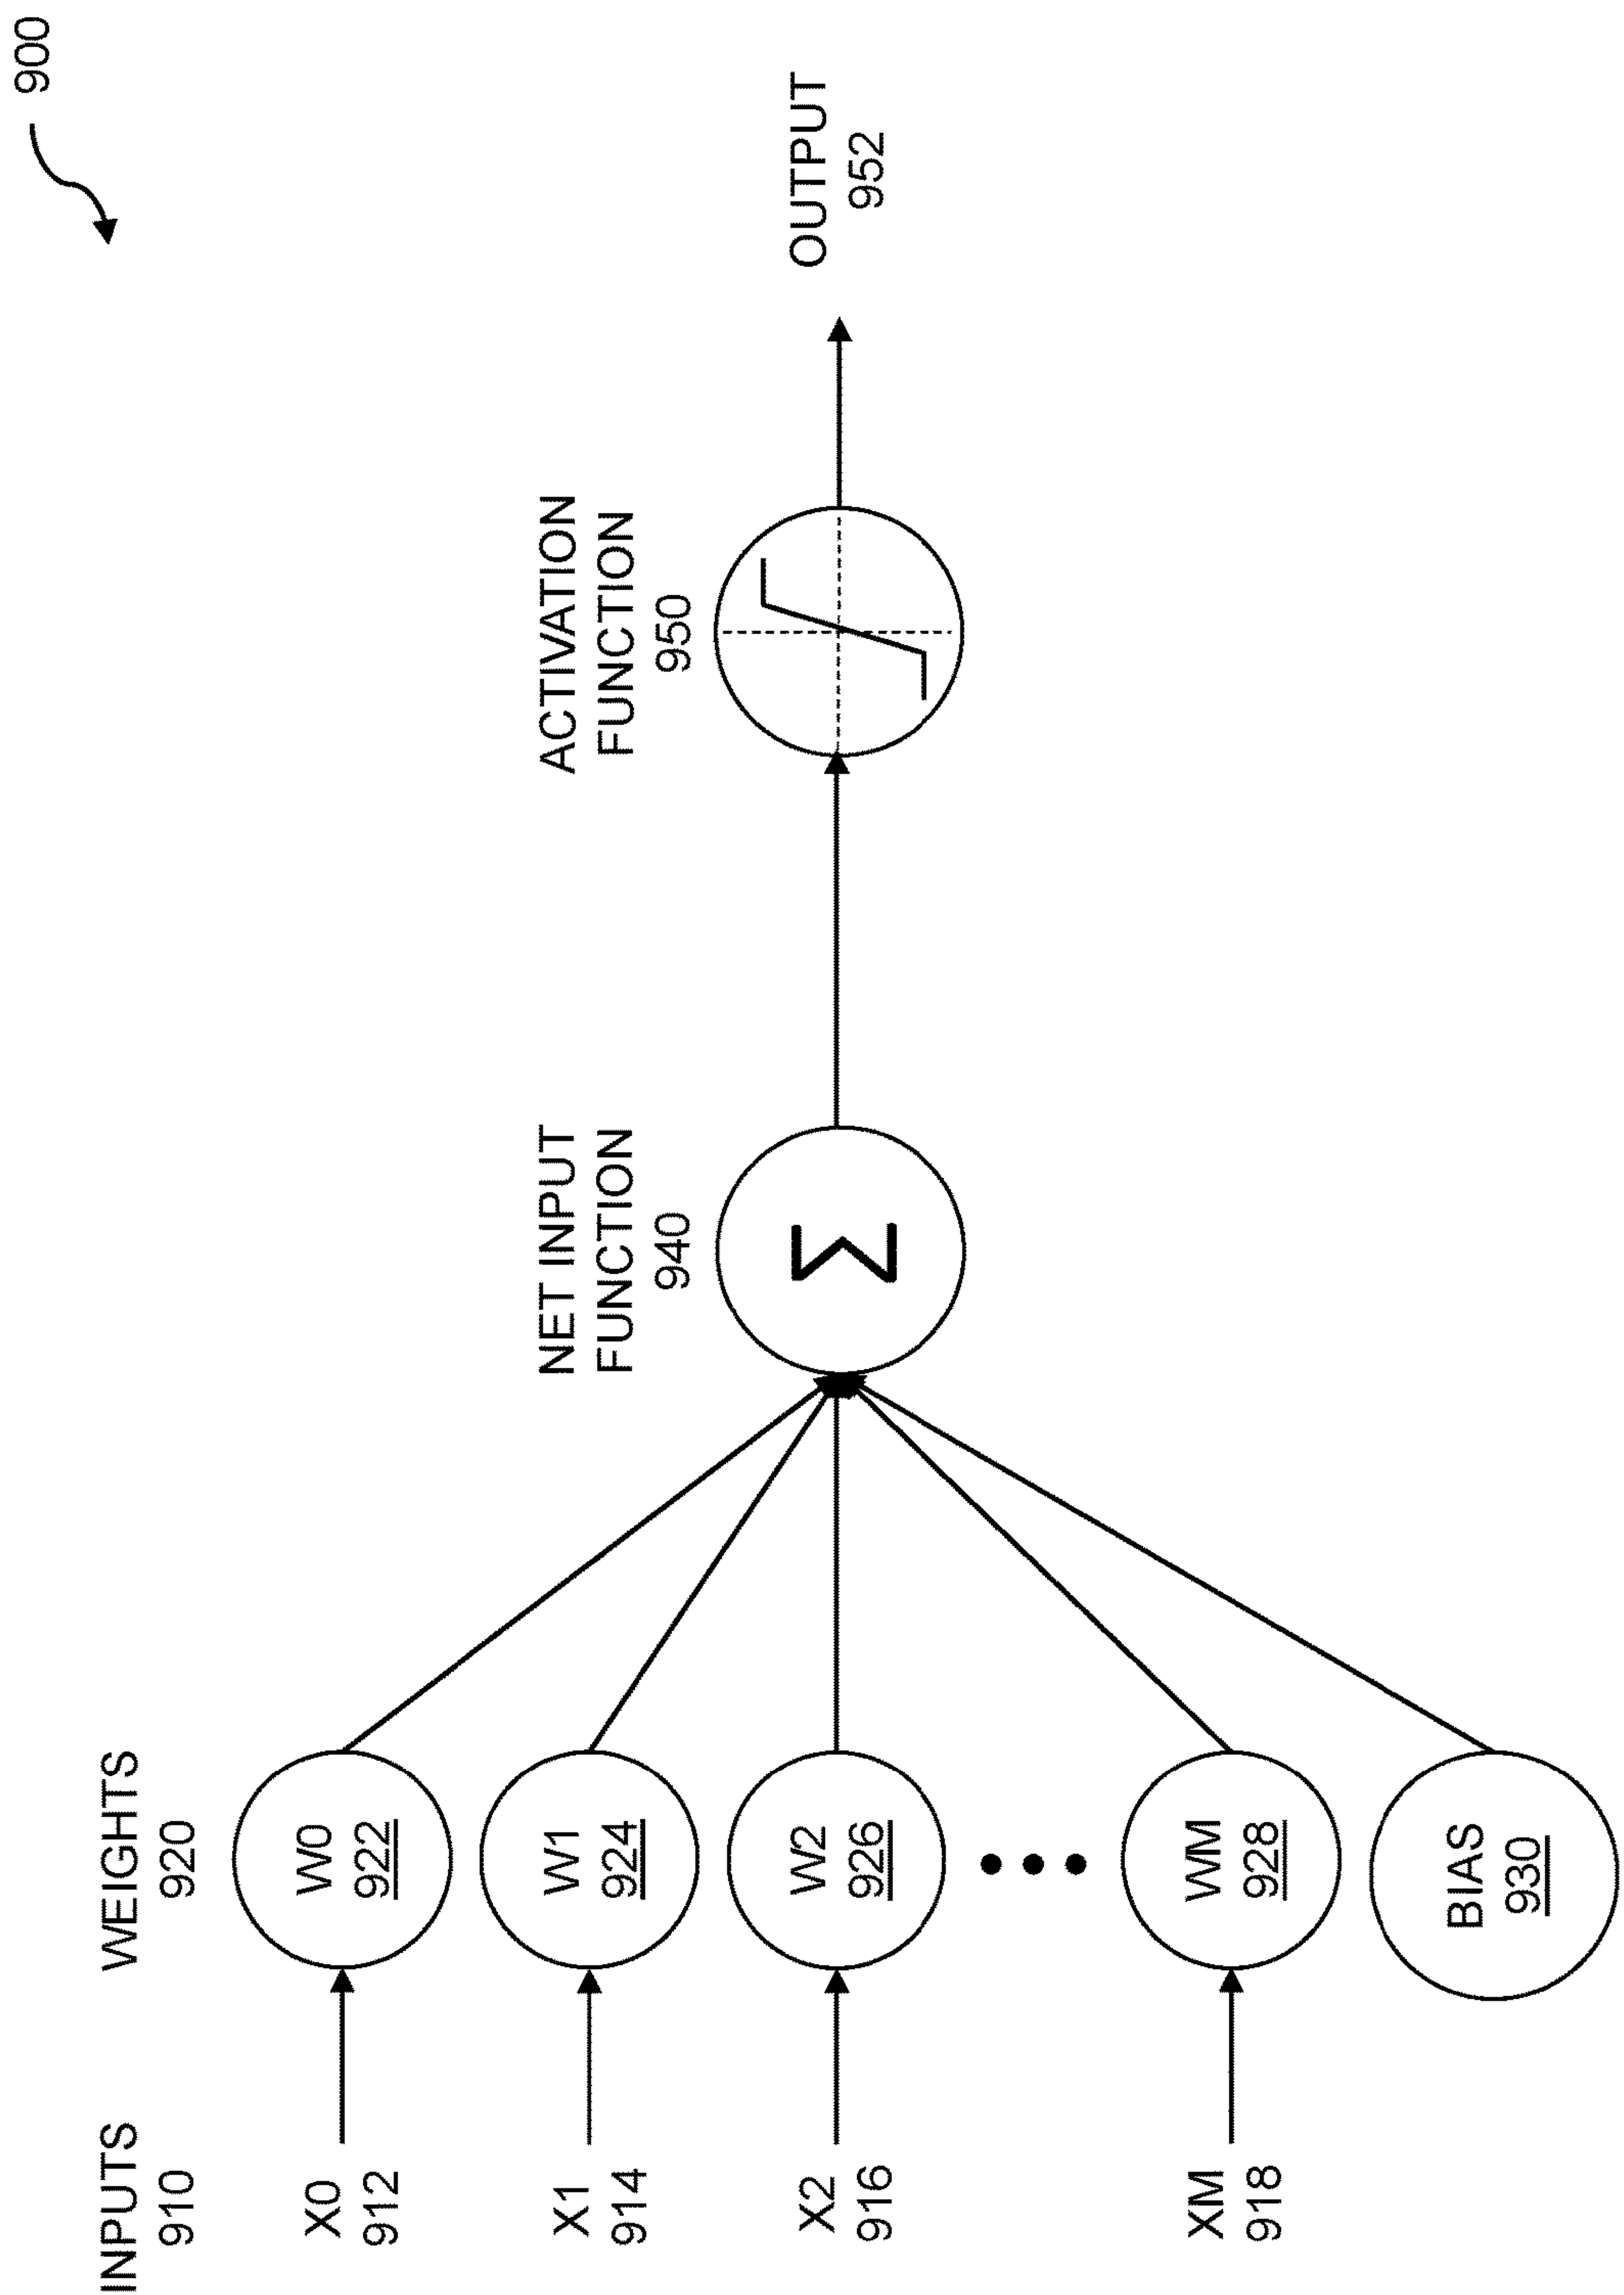 900
INPUTS
910
WEIGHTS
920
X0
912
W0
922
X1
914
W1
924
X2
916
W2
926
XM
918
WM
928
BIAS
930
NET INPUT
FUNCTION
940
Σ
ACTIVATION
FUNCTION
950
OUTPUT
952